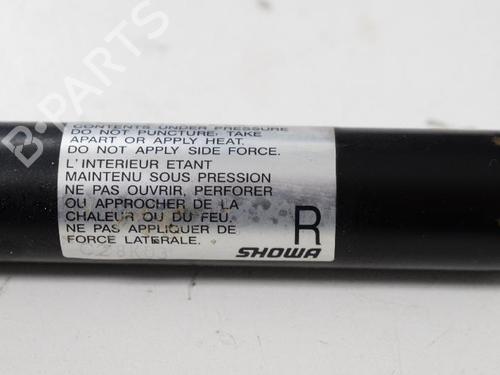 CONTENTS UNDER PRESSURE
DO NOT PUNCTURE, TAKE
APART OR APPLY HEAT.
DO NOT APPLY SIDE FORCE.
L'INTERIEUR ETANT
MAINTENU SOUS PRESSION
NE PAS OUVRIR, PERFORER
OU APPROCHER DE LA
CHALEUR OU DU FEU.
NE PAS APPLIQUER DE
FORCE LATERALE.
R
SHOWA
B-PARTS